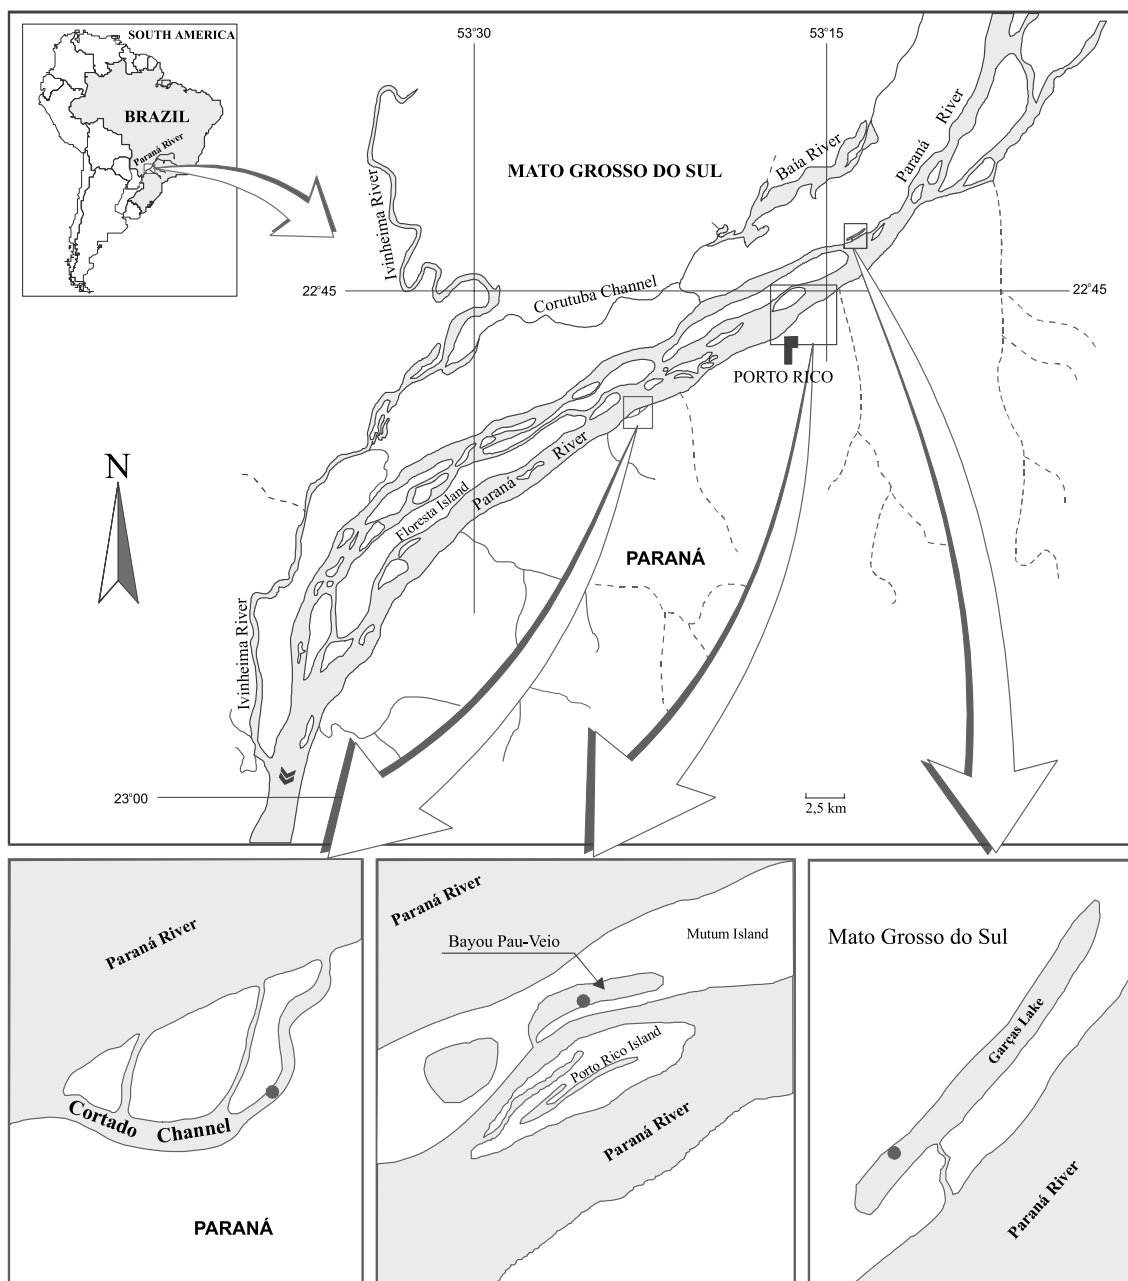 SOUTH AMERICA
BRAZIL
Paraná River
53°30
53°15
MATO GROSSO DO SUL
Ivinheima River
Baía River
Paraná River
22°45
Corutuba Channel
22°45
PORTO RICO
N
Paraná River
Floresta Island
PARANÁ
Ivinheima River
23°00
2,5 km
Paraná River
Cortado Channel
PARANÁ
Paraná River
Bayou Pau-Veio
Mutum Island
Porto Rico Island
Paraná River
Mato Grosso do Sul
Garças Lake
Paraná River